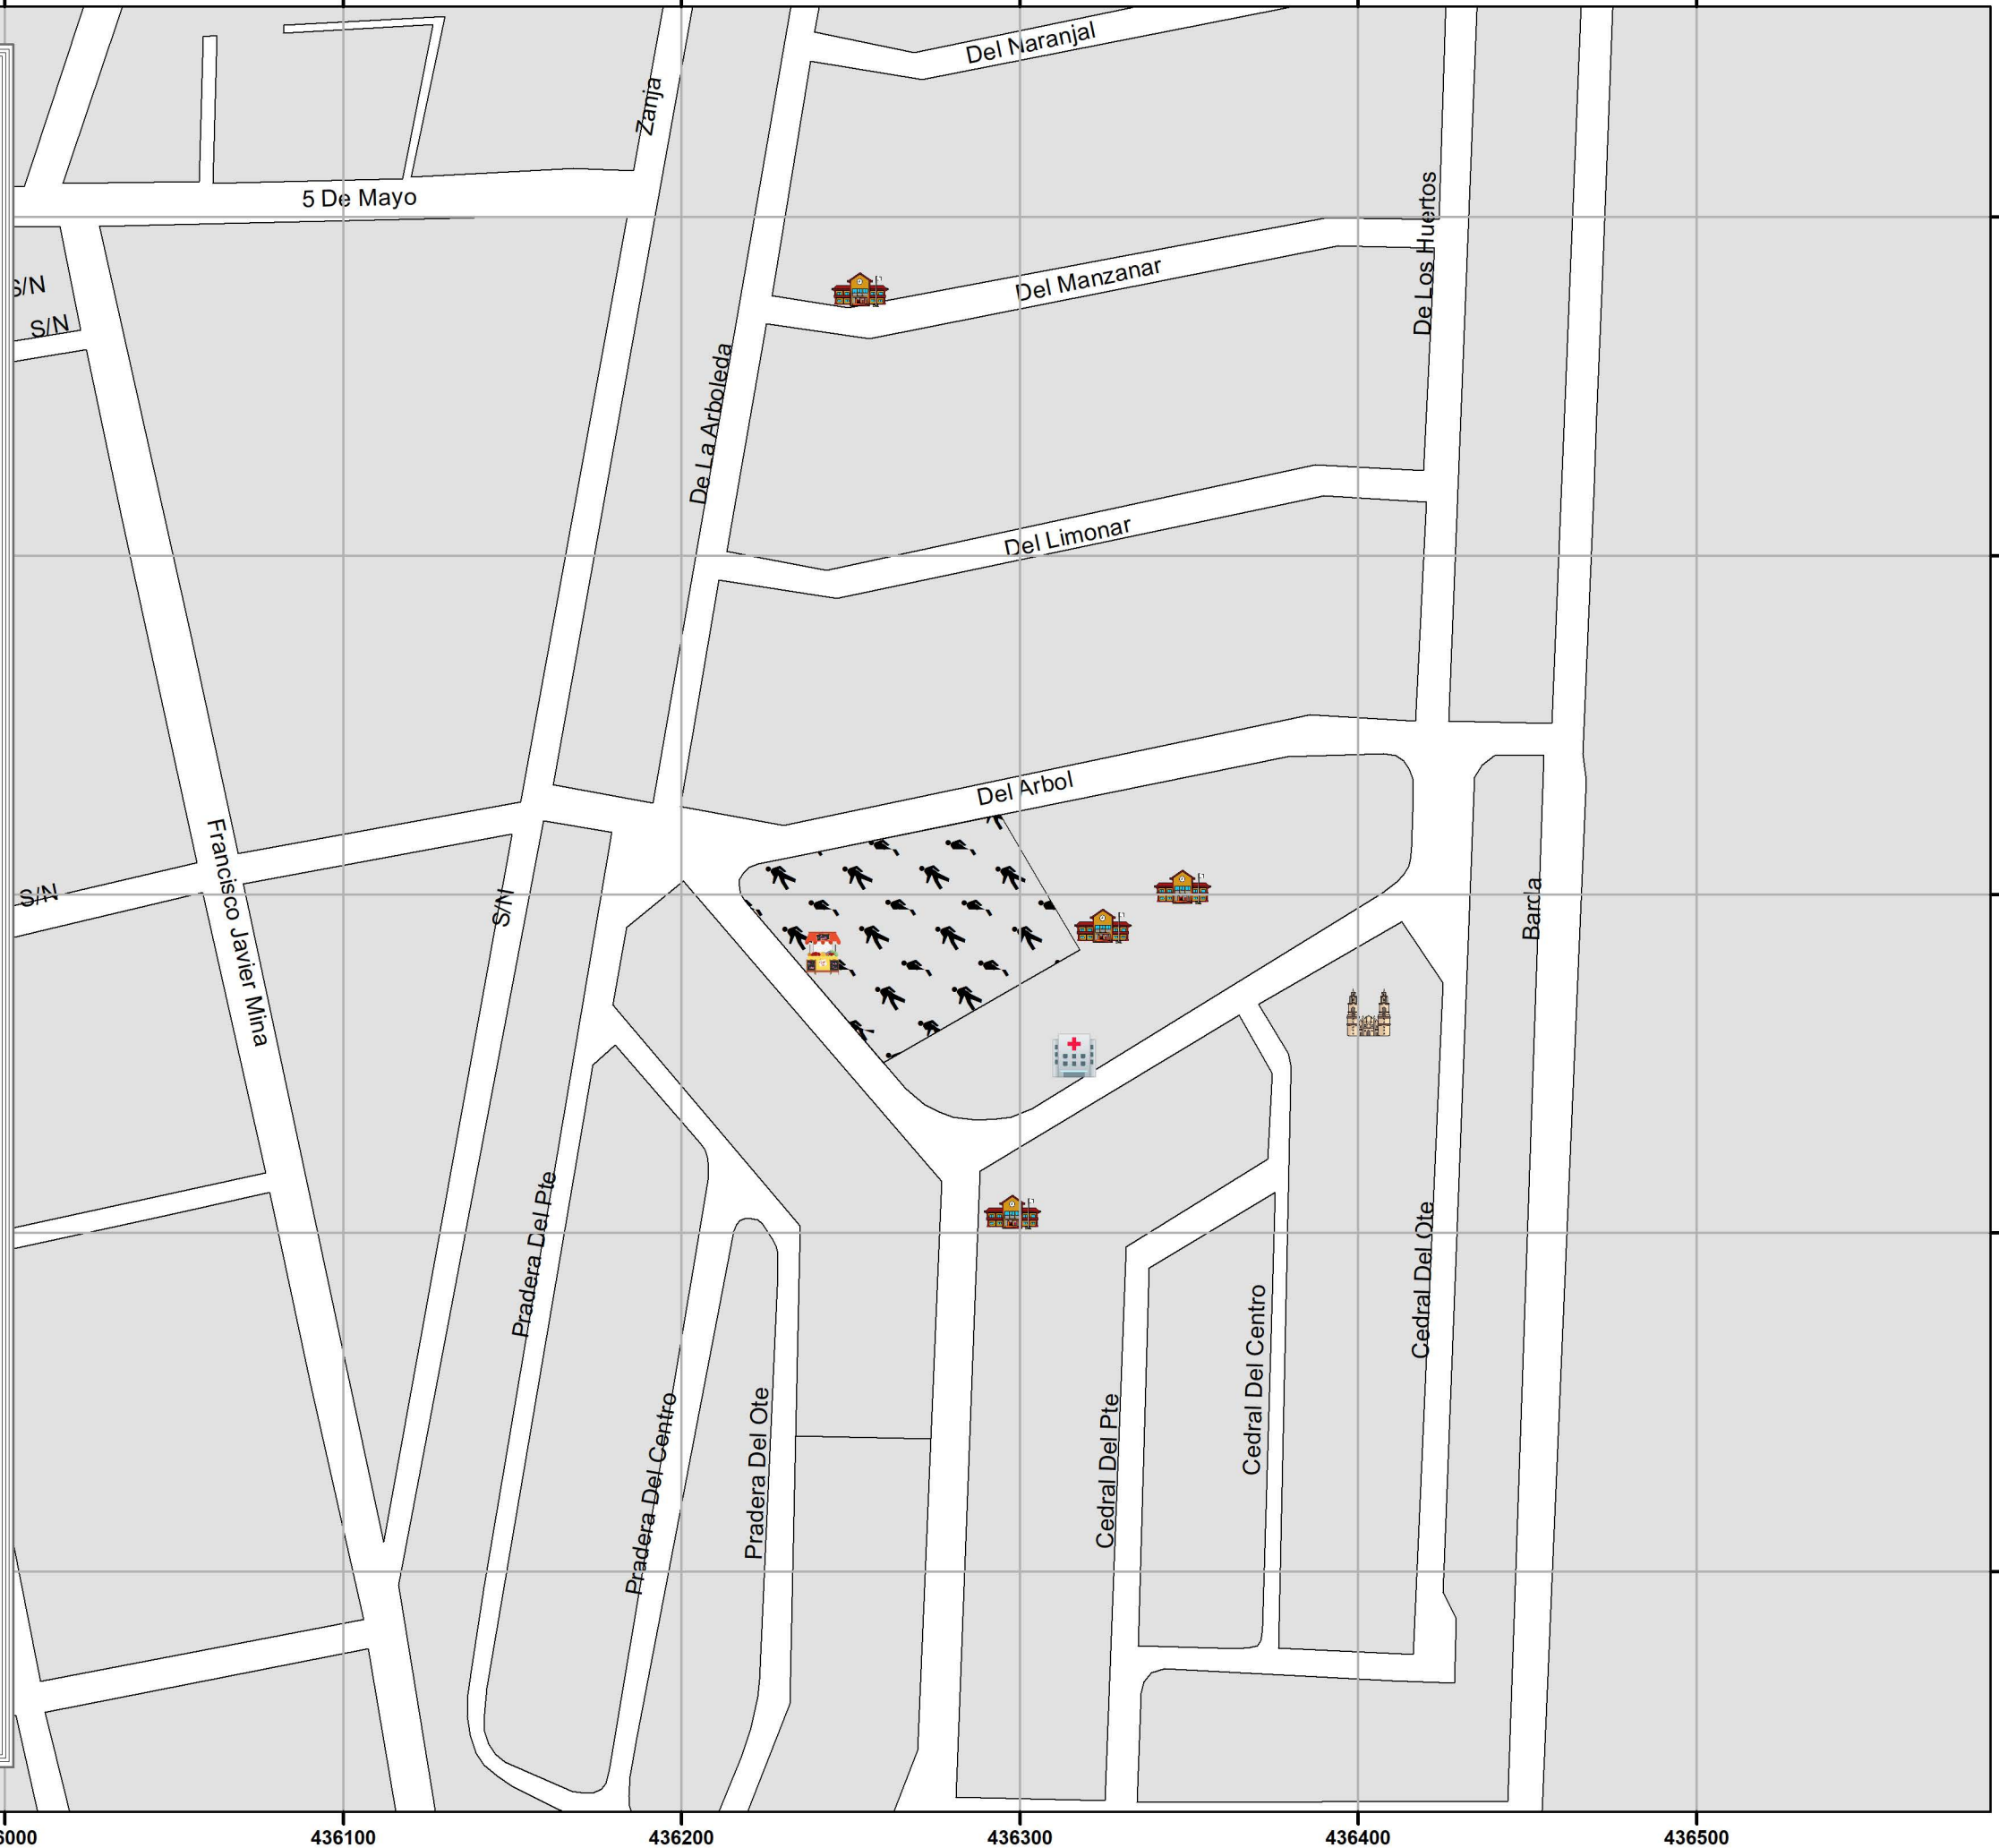 Del Naranjal
Zanja
5 De Mayo
De Los Huertos
S/N
S/N
Del Manzanar
De La Arboleda
Del Limonar
Del Arbol
Francisco Javier Mina
S/N
S/N
Barda
Pradera Del Pte
Cedral Del Ote
Cedral Del Centro
Pradera Del Centro
Pradera Del Ote
Cedral Del Pte
6000
436100
436200
436300
436400
436500